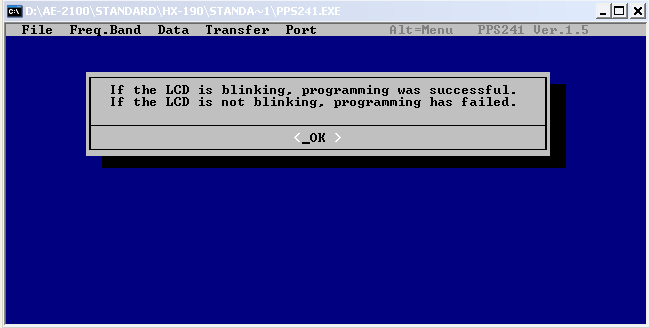 D:\AE-2100\STANDARD\HX-190\STANDA~1\PPS241.EXE
File Freq.Band Data Transfer Port Alt=Menu PPS241 Ver.1.5
If the LCD is blinking, programming was successful.
If the LCD is not blinking, programming has failed.
< OK >